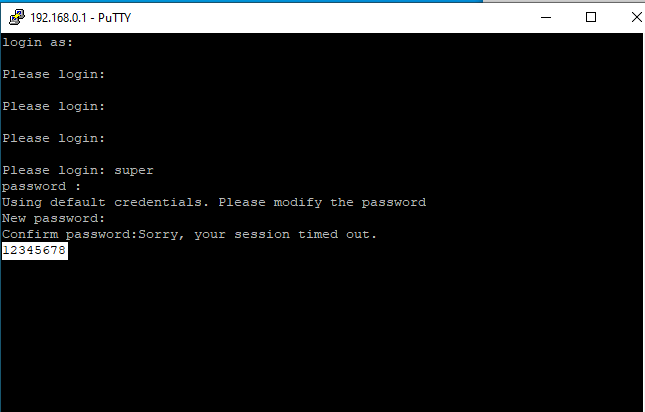 192.168.0.1 - PuTTY
login as:
Please login:
Please login:
Please login:
Please login: super
password :
Using default credentials. Please modify the password
New password:
Confirm password:Sorry, your session timed out.
12345678